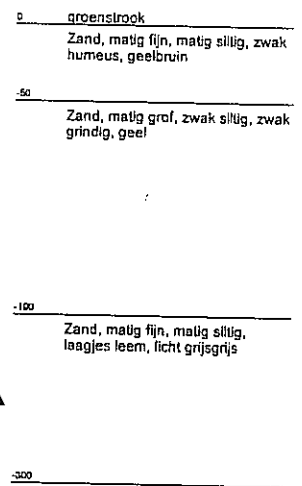 0 groenstrook
Zand, matig fijn, matig siltig, zwak
humeus, geelbruin
-50
Zand, matig grof, zwak siltig, zwak
grindig, geel
-100
Zand, matig fijn, matig siltig,
laagjes leem, licht grijsgrijs
-300